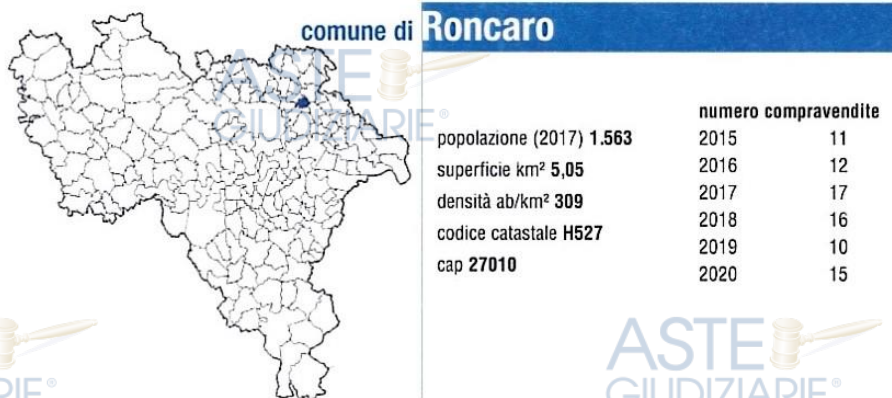 comune di Roncaro
ASTE
GIUDIZIARIE®
popolazione (2017) 1.563
superficie km² 5,05
densità ab/km² 309
codice catastale H527
cap 27010
numero compravendite
2015 11
2016 12
2017 17
2018 16
2019 10
2020 15
RIE®
ASTE
GIUDIZIARIE®